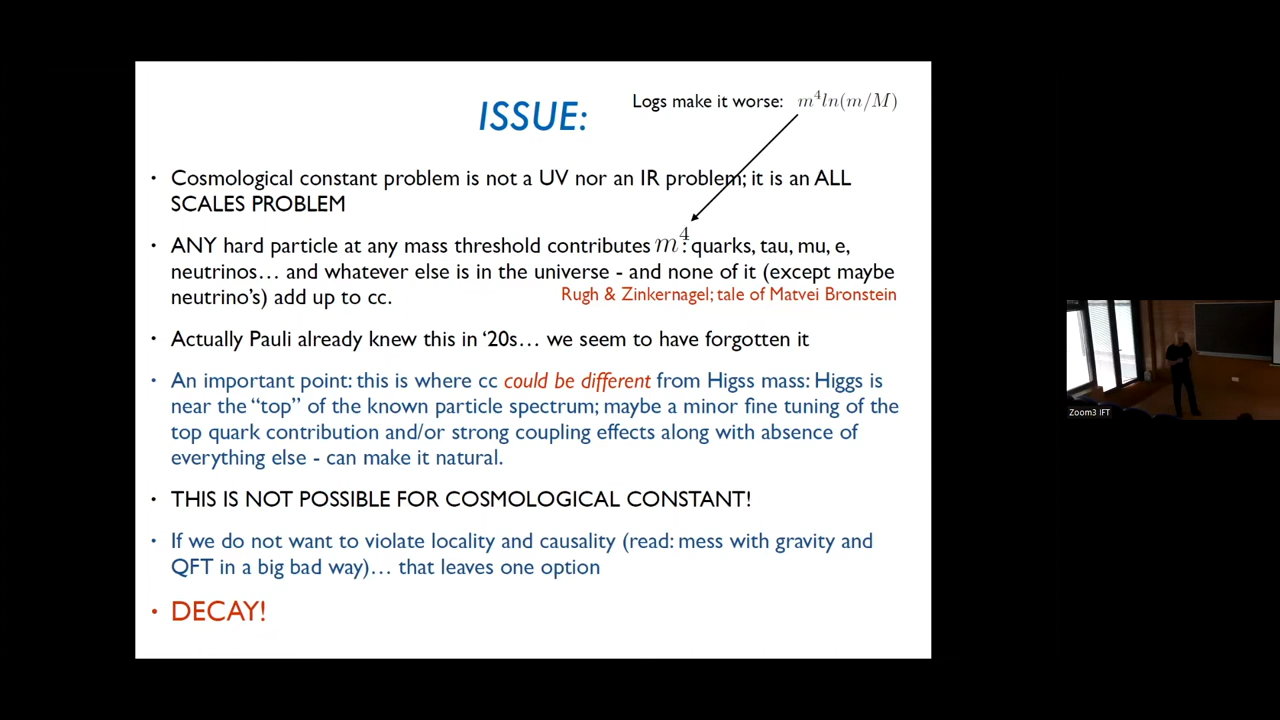 ISSUE:
Logs make it worse: m⁴ln(m/M)
• Cosmological constant problem is not a UV nor an IR problem; it is an ALL
SCALES PROBLEM
• ANY hard particle at any mass threshold contributes m⁴: quarks, tau, mu, e,
neutrinos... and whatever else is in the universe - and none of it (except maybe
neutrino's) add up to cc.
Rugh & Zinkernagel; tale of Matvei Bronstein
• Actually Pauli already knew this in '20s... we seem to have forgotten it
• An important point: this is where cc could be different from Higss mass: Higgs is
near the "top" of the known particle spectrum; maybe a minor fine tuning of the
top quark contribution and/or strong coupling effects along with absence of
everything else - can make it natural.
• THIS IS NOT POSSIBLE FOR COSMOLOGICAL CONSTANT!
• If we do not want to violate locality and causality (read: mess with gravity and
QFT in a big bad way)... that leaves one option
• DECAY!
Zoom3 IFT